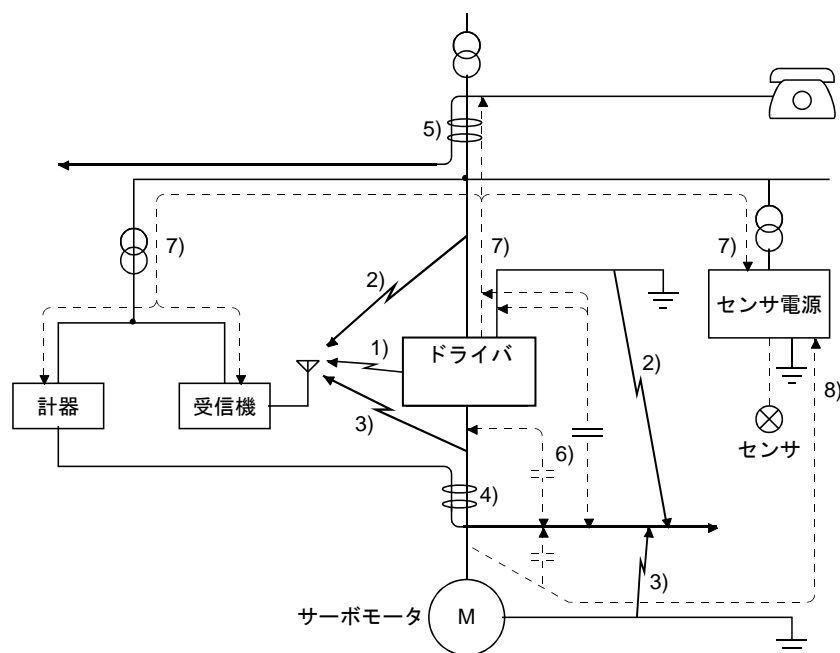 5)
7)
7)
7)
2)
センサ電源
ドライバ
1)
2)
8)
計器
受信機
3)
6)
センサ
4)
3)
サーボモータ
M